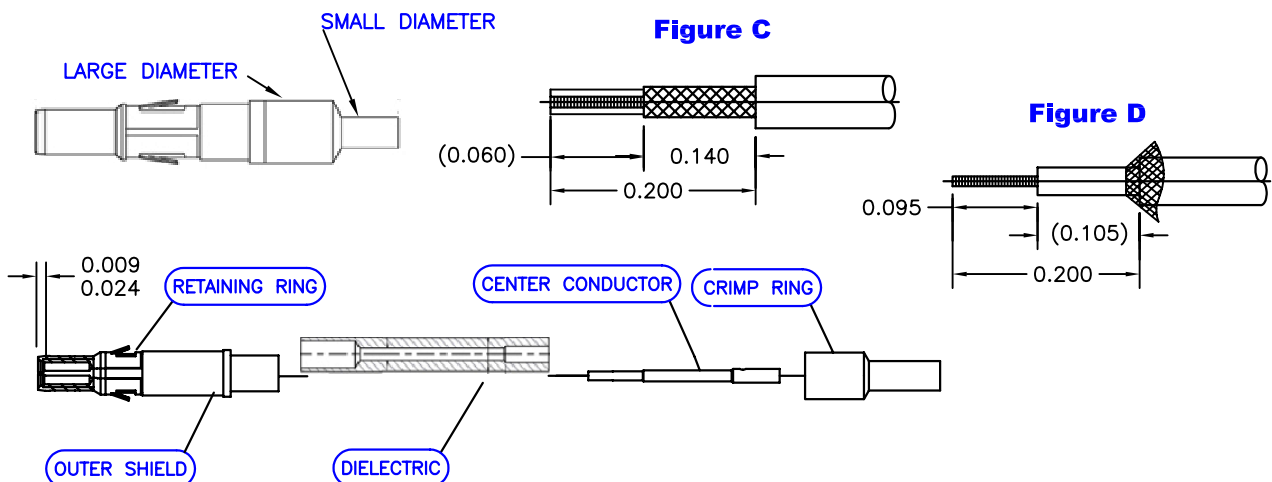 SMALL DIAMETER
Figure C
LARGE DIAMETER
Figure D
(0.060)
0.140
0.200
0.095
(0.105)
0.200
0.009
0.024
RETAINING RING
CENTER CONDUCTOR
CRIMP RING
OUTER SHIELD
DIELECTRIC